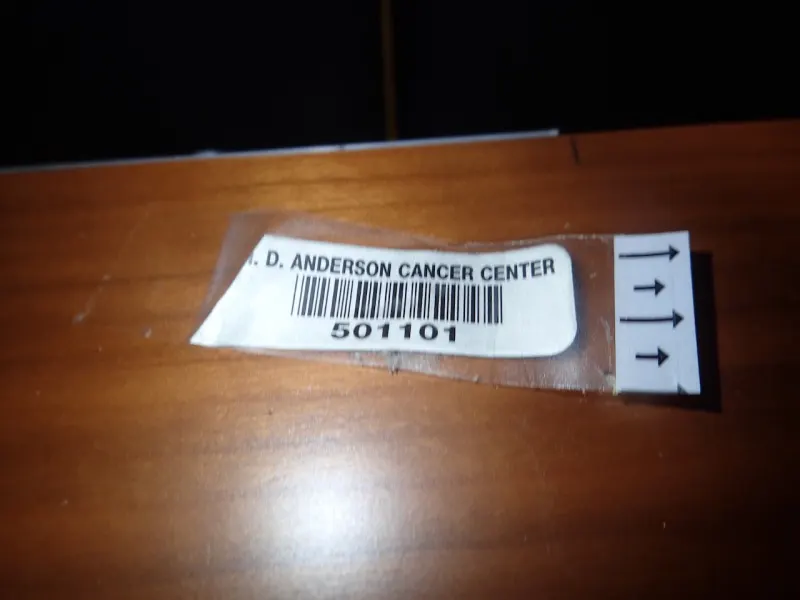 . D. ANDERSON CANCER CENTER
501101